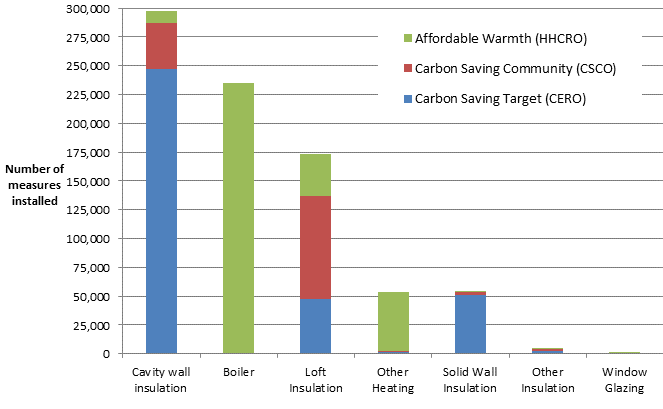 300,000
275,000
250,000
225,000
200,000
175,000
150,000
125,000
100,000
75,000
50,000
25,000
0
Number of
measures
installed
Affordable Warmth (HHCRO)
Carbon Saving Community (CSCO)
Carbon Saving Target (CERO)
Cavity wall
insulation
Boiler
Loft
Insulation
Other
Heating
Solid Wall
Insulation
Other
Insulation
Window
Glazing